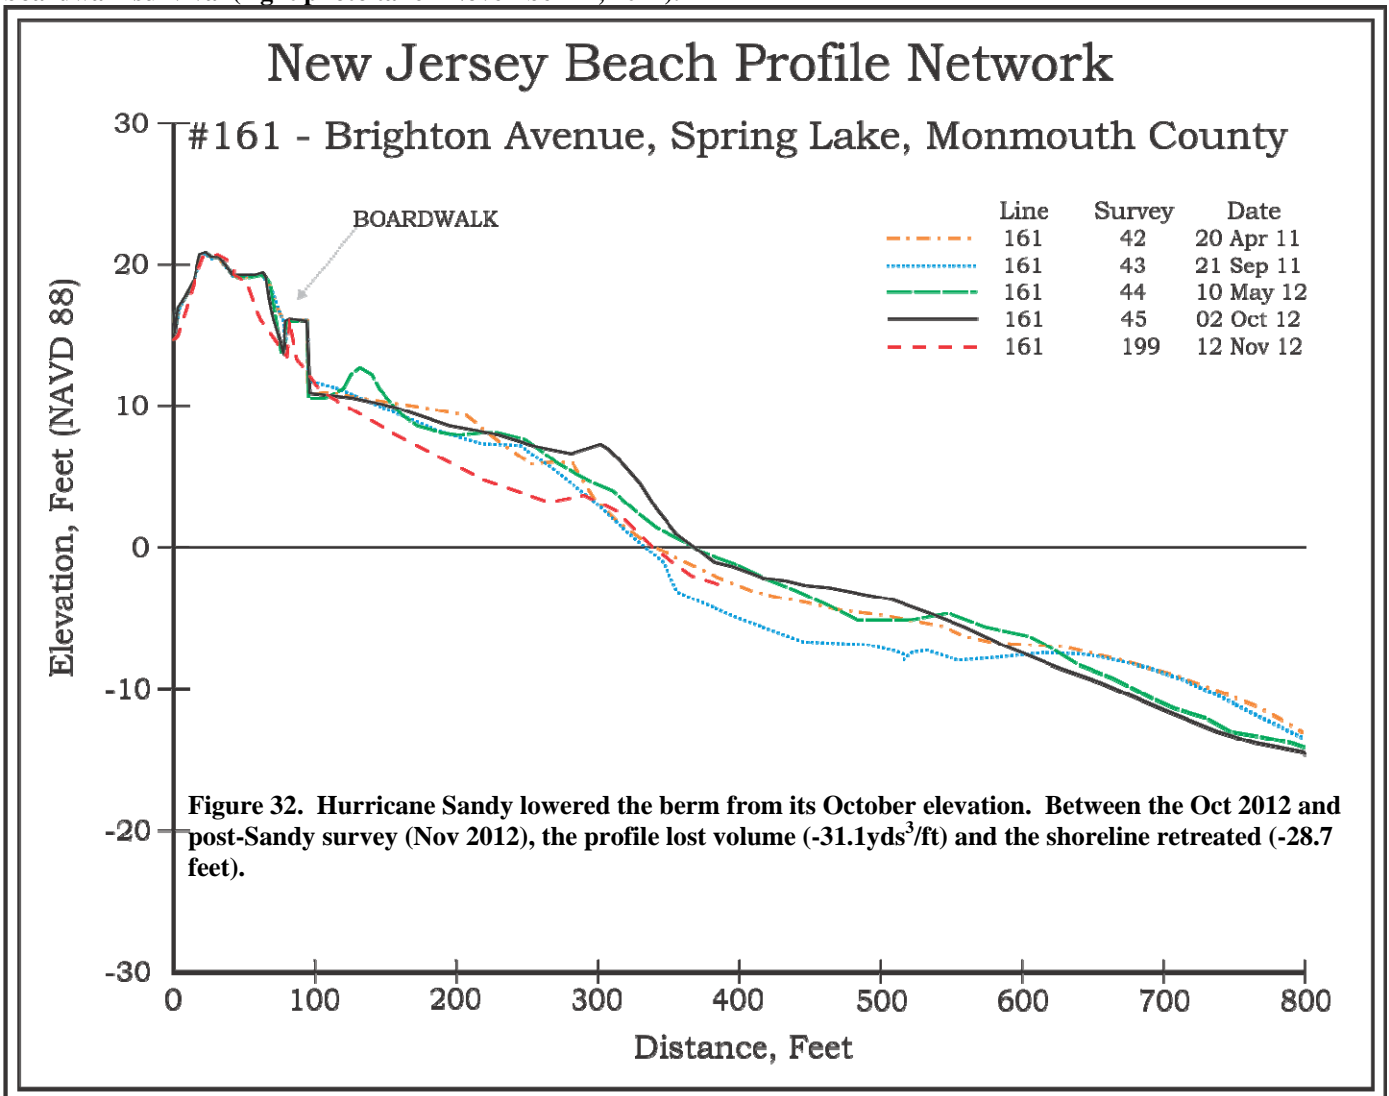 New Jersey Beach Profile Network
#161 - Brighton Avenue, Spring Lake, Monmouth County
BOARDWALK
Line Survey Date
161 42 20 Apr 11
161 43 21 Sep 11
161 44 10 May 12
161 45 02 Oct 12
161 199 12 Nov 12
Elevation, Feet (NAVD 88)
30
20
10
0
-10
-20
-30
Figure 32. Hurricane Sandy lowered the berm from its October elevation. Between the Oct 2012 and
post-Sandy survey (Nov 2012), the profile lost volume (-31.1yds³/ft) and the shoreline retreated (-28.7
feet).
0 100 200 300 400 500 600 700 800
Distance, Feet